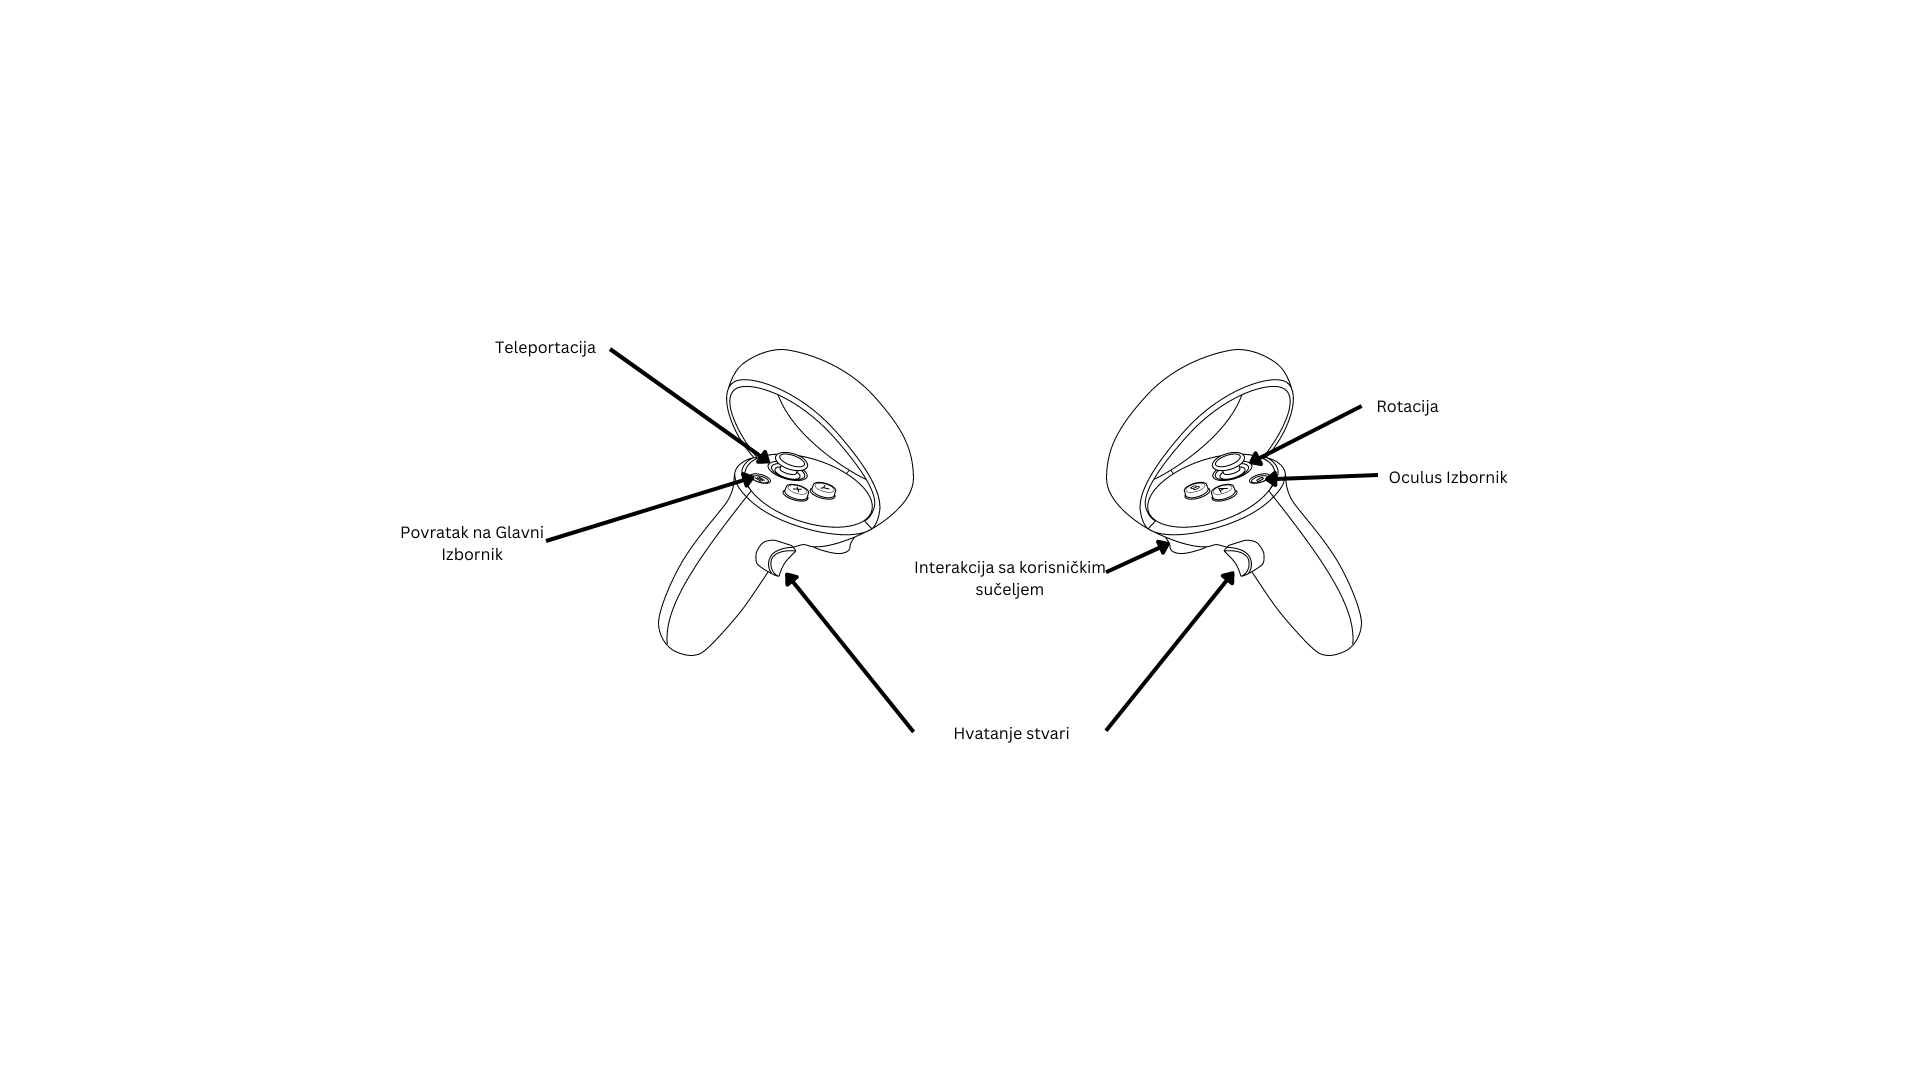 Teleportacija
Rotacija
Oculus Izbornik
Povratak na Glavni
Izbornik
X
Y
B
A
Interakcija sa korisničkim
sučeljem
Hvatanje stvari